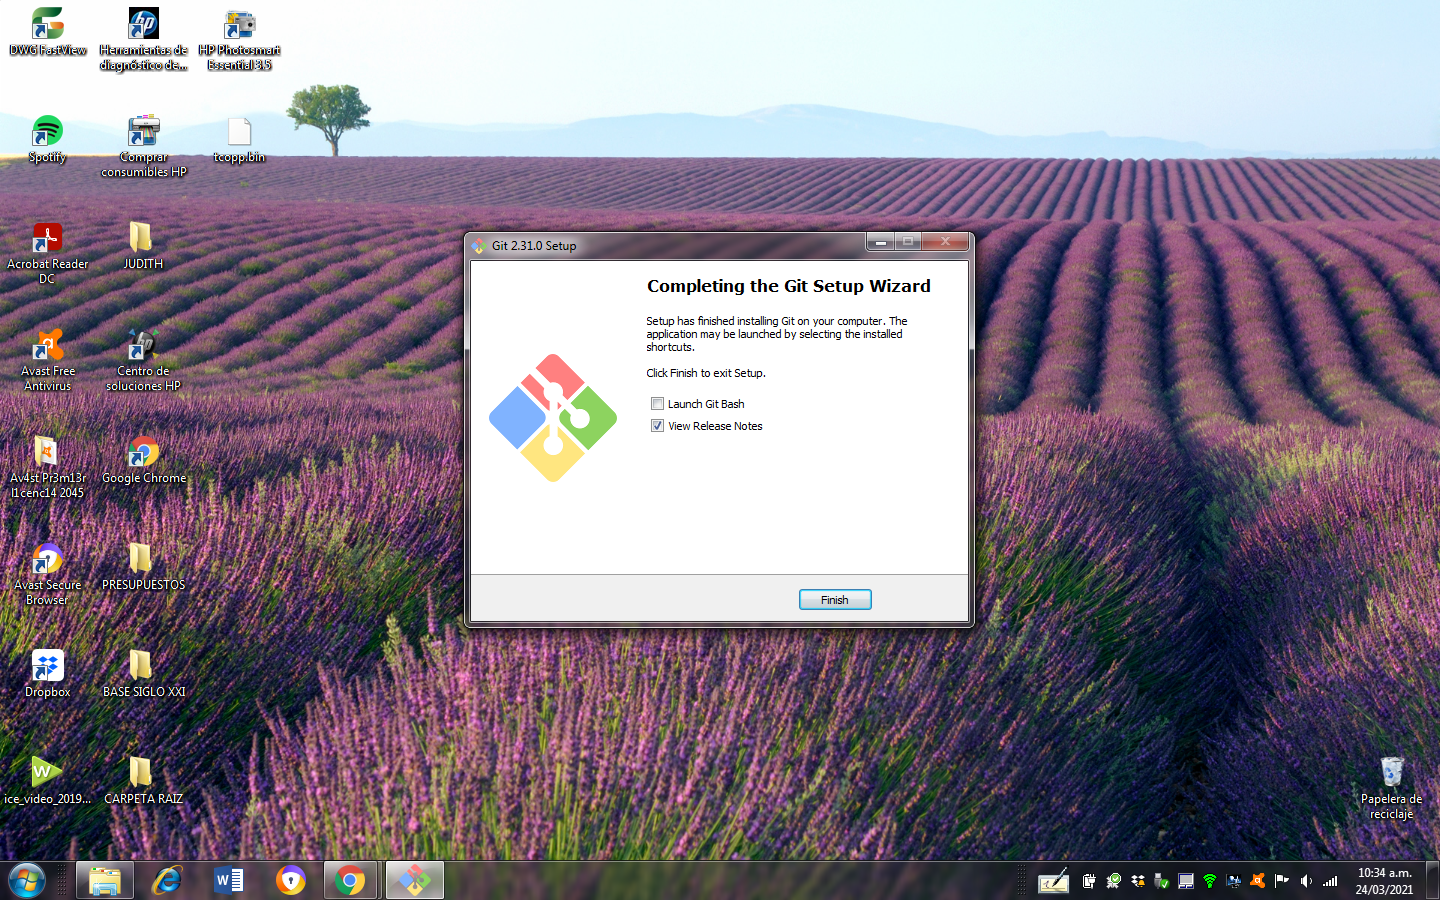 DWG FastView
Herramientas de
diagnóstico de...
HP Photosmart
Essential 3.5
Spotify
Comprar
consumibles HP
tcopp.bin
Acrobat Reader
DC
JUDITH
Avast Free
Antivirus
Centro de
soluciones HP
Av4st Pr3m13r
l1cenc14 2045
Google Chrome
Avast Secure
Browser
PRESUPUESTOS
Dropbox
BASE SIGLO XXI
ice_video_2019...
CARPETA RAIZ
Git 2.31.0 Setup
Completing the Git Setup Wizard
Setup has finished installing Git on your computer. The
application may be launched by selecting the installed
shortcuts.
Click Finish to exit Setup.
Launch Git Bash
View Release Notes
Finish
Papelera de
reciclaje
10:34 a.m.
24/03/2021